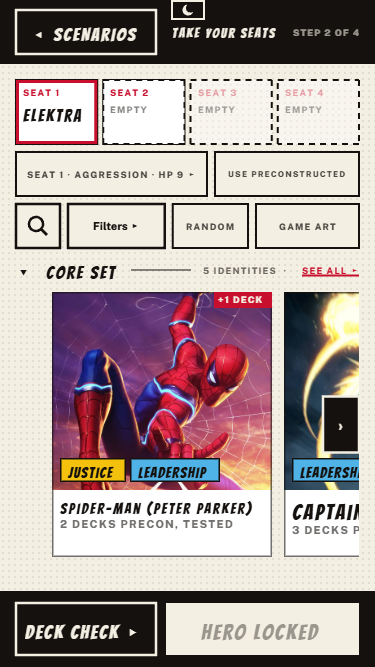 ◂ SCENARIOS
TAKE YOUR SEATS
STEP 2 OF 4
SEAT 1
ELEKTRA
SEAT 2
EMPTY
SEAT 3
EMPTY
SEAT 4
EMPTY
SEAT 1 · AGGRESSION · HP 9 ▸
USE PRECONSTRUCTED
Filters ▸
RANDOM
GAME ART
▾ CORE SET
5 IDENTITIES ·
SEE ALL ▸
+1 DECK
JUSTICE
LEADERSHIP
SPIDER-MAN (PETER PARKER)
2 DECKS PRECON, TESTED
›
LEADERSH
CAPTAIN
3 DECKS P
DECK CHECK ▸
HERO LOCKED